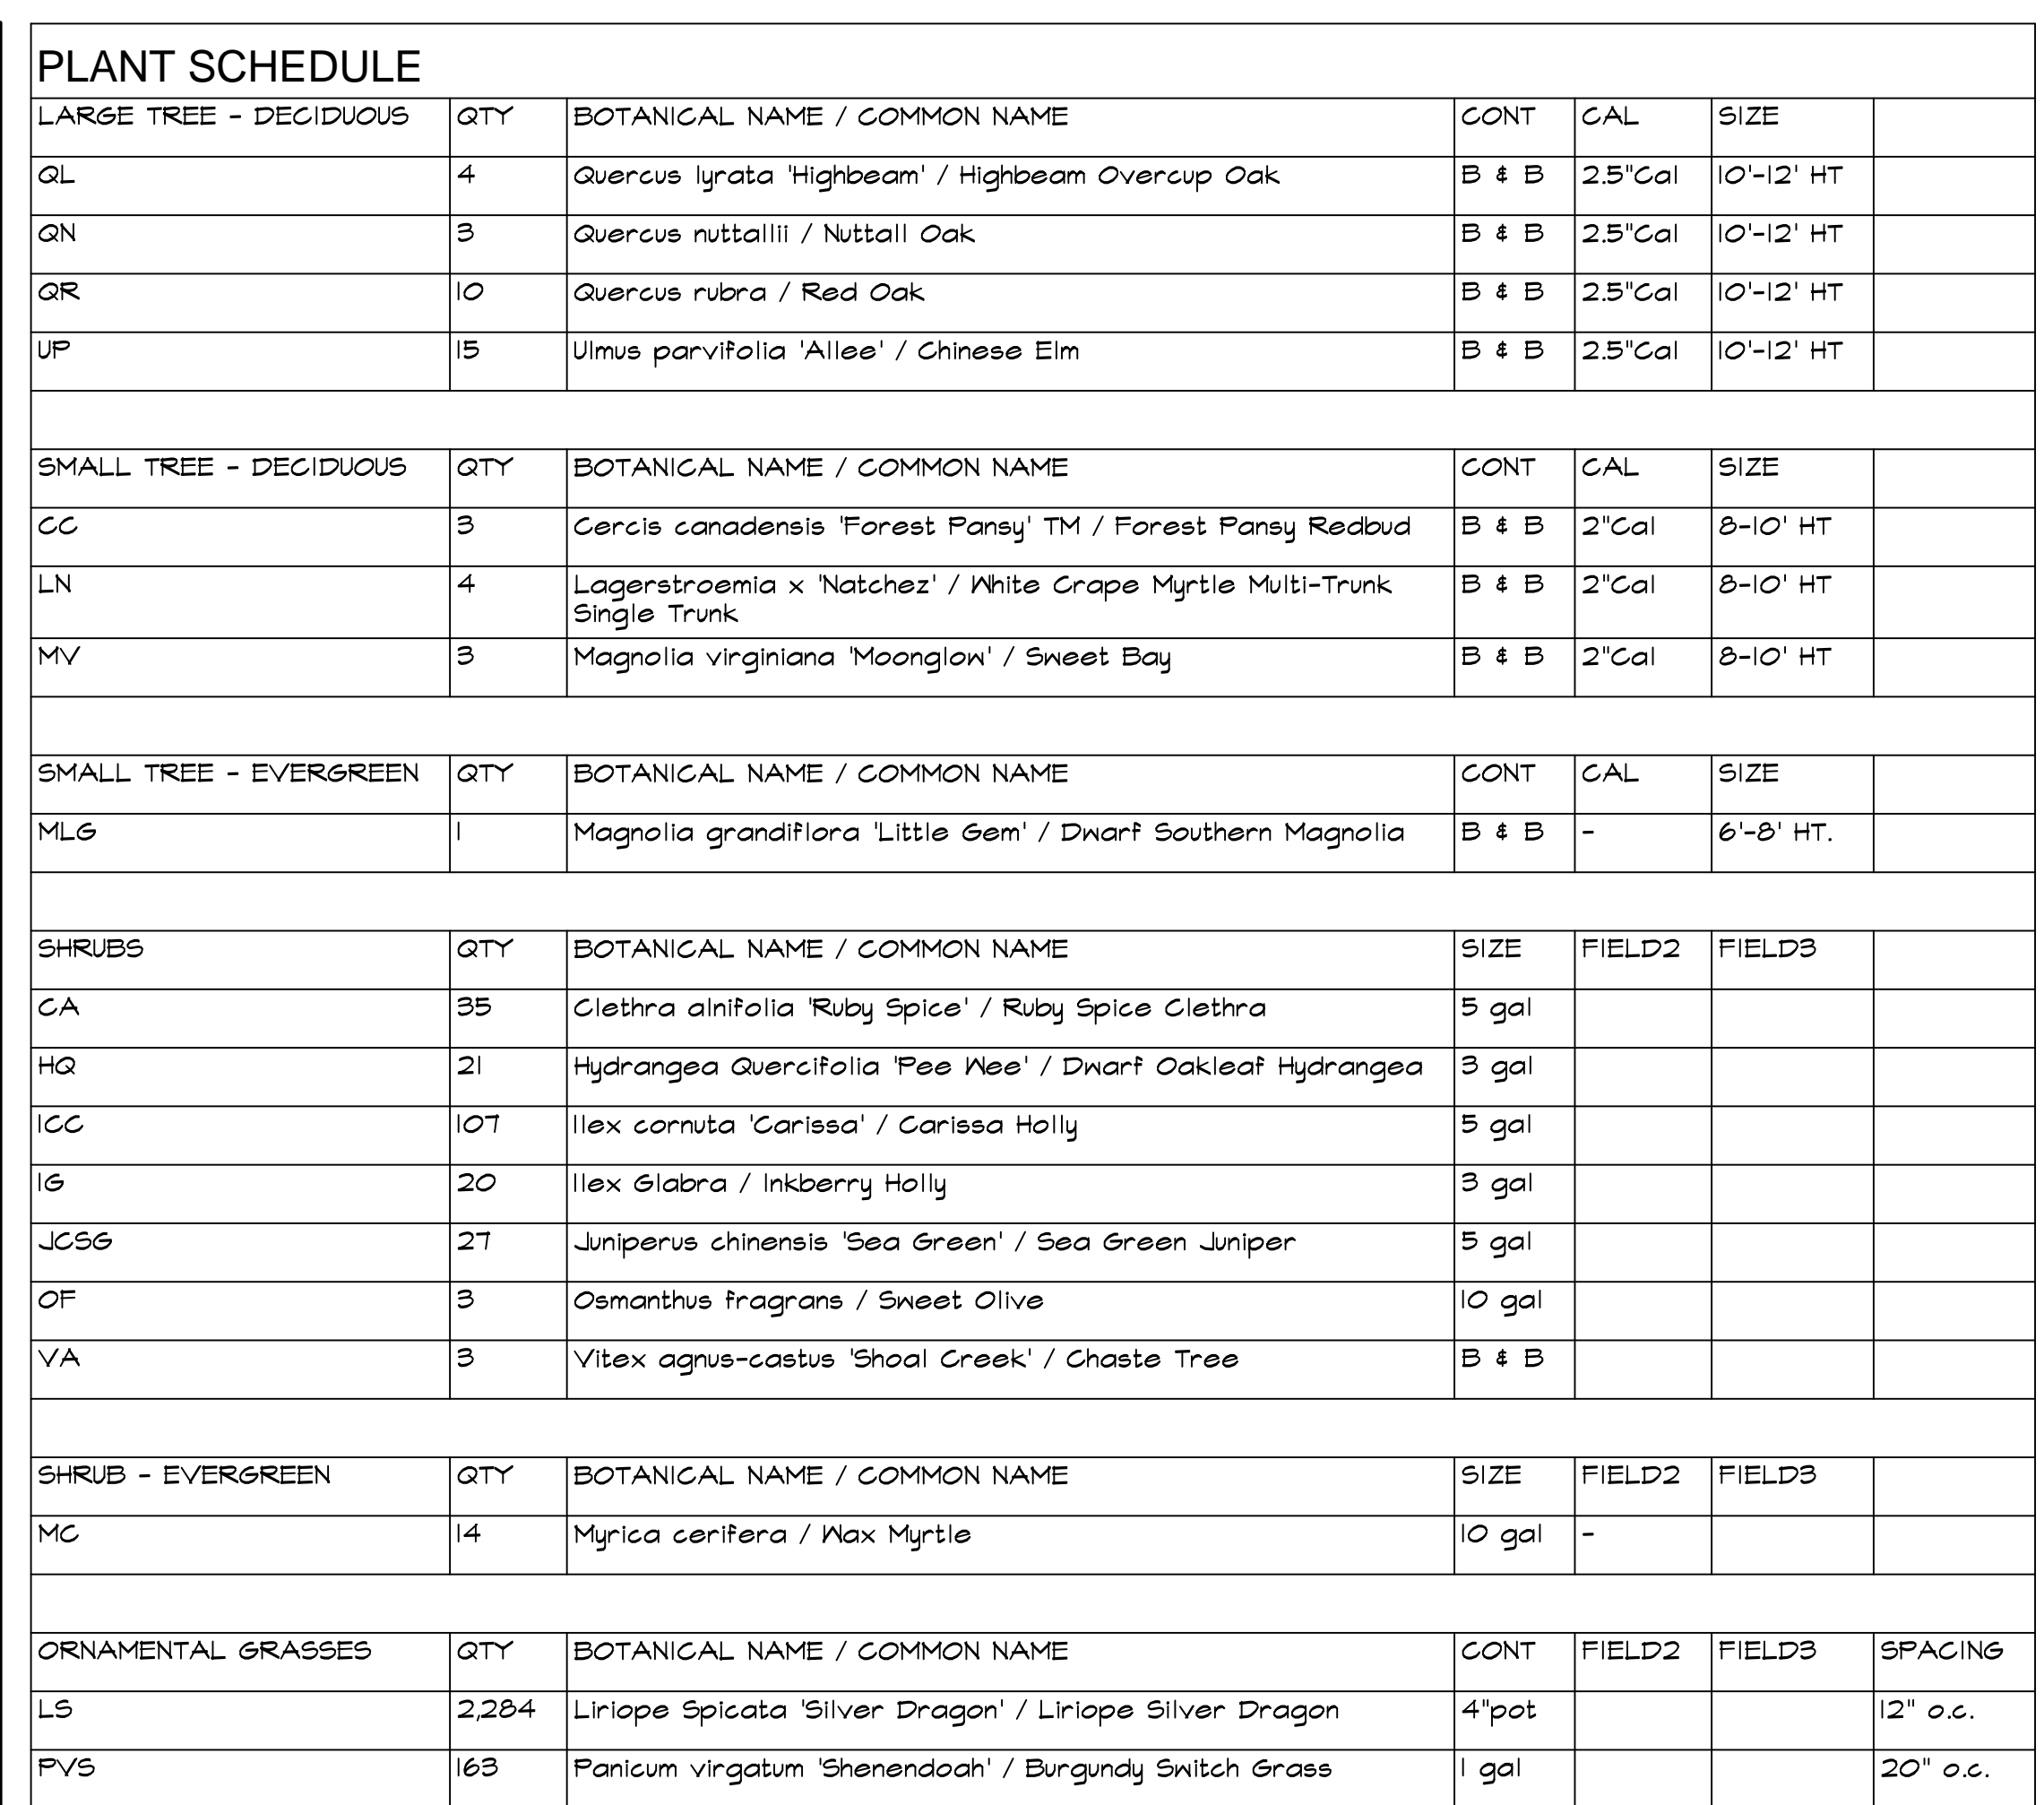 PLANT SCHEDULE
LARGE TREE - DECIDUOUS QTY BOTANICAL NAME / COMMON NAME CONT CAL SIZE
QL 4 Quercus lyrata 'Highbeam' / Highbeam Overcup Oak B & B 2.5"Cal 10'-12' HT
QN 3 Quercus nuttallii / Nuttall Oak B & B 2.5"Cal 10'-12' HT
QR 10 Quercus rubra / Red Oak B & B 2.5"Cal 10'-12' HT
UP 15 Ulmus parvifolia 'Allee' / Chinese Elm B & B 2.5"Cal 10'-12' HT
SMALL TREE - DECIDUOUS QTY BOTANICAL NAME / COMMON NAME CONT CAL SIZE
CC 3 Cercis canadensis 'Forest Pansy' TM / Forest Pansy Redbud B & B 2"Cal 8-10' HT
LN 4 Lagerstroemia x 'Natchez' / White Crape Myrtle Multi-Trunk B & B 2"Cal 8-10' HT
Single Trunk
MV 3 Magnolia virginiana 'Moonglow' / Sweet Bay B & B 2"Cal 8-10' HT
SMALL TREE - EVERGREEN QTY BOTANICAL NAME / COMMON NAME CONT CAL SIZE
MLG 1 Magnolia grandiflora 'Little Gem' / Dwarf Southern Magnolia B & B - 6'-8' HT.
SHRUBS QTY BOTANICAL NAME / COMMON NAME SIZE FIELD2 FIELD3
CA 35 Clethra alnifolia 'Ruby Spice' / Ruby Spice Clethra 5 gal
HQ 21 Hydrangea Quercifolia 'Pee Wee' / Dwarf Oakleaf Hydrangea 3 gal
ICC 107 Ilex cornuta 'Carissa' / Carissa Holly 5 gal
IG 20 Ilex Glabra / Inkberry Holly 3 gal
JCSG 27 Juniperus chinensis 'Sea Green' / Sea Green Juniper 5 gal
OF 3 Osmanthus fragrans / Sweet Olive 10 gal
VA 3 Vitex agnus-castus 'Shoal Creek' / Chaste Tree B & B
SHRUB - EVERGREEN QTY BOTANICAL NAME / COMMON NAME SIZE FIELD2 FIELD3
MC 14 Myrica cerifera / Wax Myrtle 10 gal -
ORNAMENTAL GRASSES QTY BOTANICAL NAME / COMMON NAME CONT FIELD2 FIELD3 SPACING
LS 2,284 Liriope Spicata 'Silver Dragon' / Liriope Silver Dragon 4"pot 12" o.c.
PVS 163 Panicum virgatum 'Shenendoah' / Burgundy Switch Grass 1 gal 20" o.c.